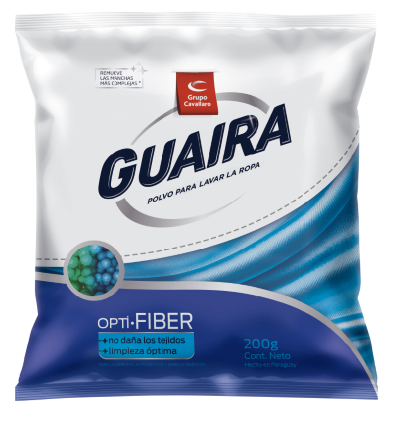 REMUEVE
LAS MANCHAS
MÁS COMPLEJAS*
Grupo
Cavallaro
GUAIRA
POLVO PARA LAVAR LA ROPA
OPTI•FIBER
+no daña los tejidos
+limpieza óptima
200g
Cont. Neto
Hecho en Paraguay